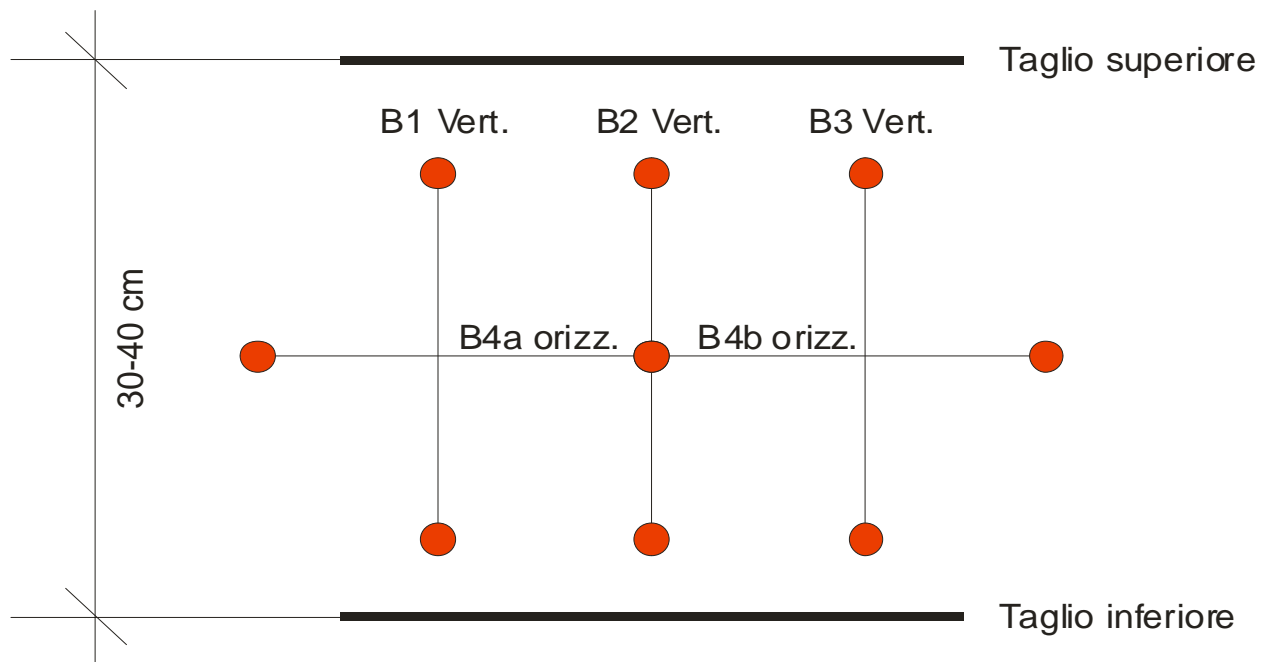 Taglio superiore
B1 Vert. B2 Vert. B3 Vert.
30-40 cm
B4a orizz. B4b orizz.
Taglio inferiore